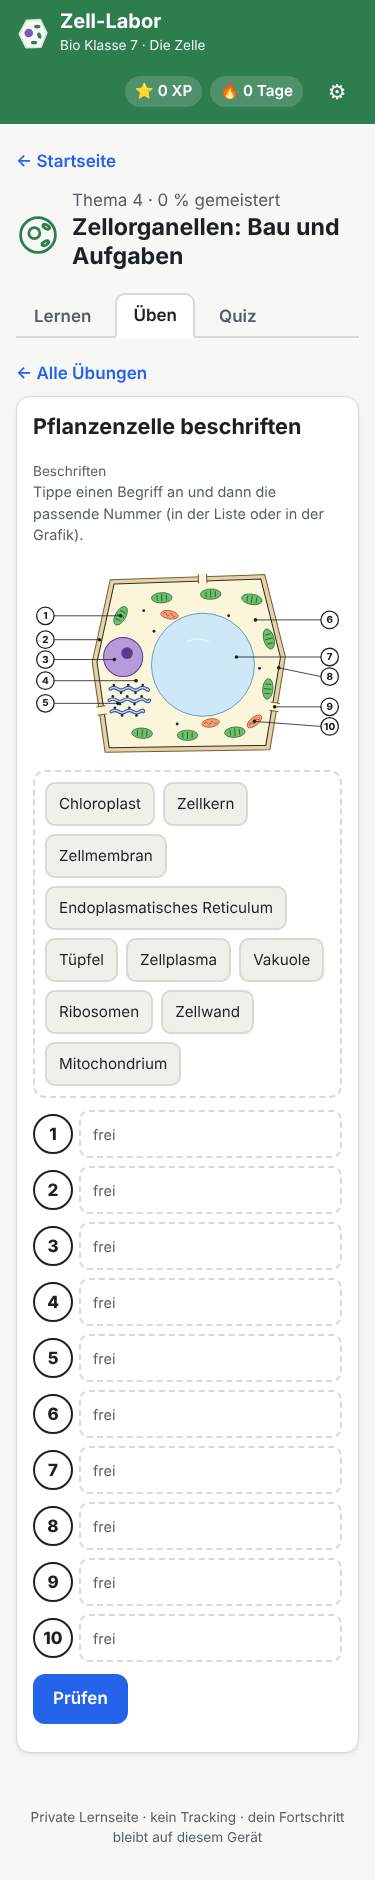 Zell-Labor
Bio Klasse 7 · Die Zelle
⭐ 0 XP
🔥 0 Tage
← Startseite
Thema 4 · 0 % gemeistert
Zellorganellen: Bau und
Aufgaben
Lernen
Üben
Quiz
← Alle Übungen
Pflanzenzelle beschriften
Beschriften
Tippe einen Begriff an und dann die
passende Nummer (in der Liste oder in der
Grafik).
1
2
3
4
5
6
7
8
9
10
Chloroplast
Zellkern
Zellmembran
Endoplasmatisches Reticulum
Tüpfel
Zellplasma
Vakuole
Ribosomen
Zellwand
Mitochondrium
1 frei
2 frei
3 frei
4 frei
5 frei
6 frei
7 frei
8 frei
9 frei
10 frei
Prüfen
Private Lernseite · kein Tracking · dein Fortschritt
bleibt auf diesem Gerät